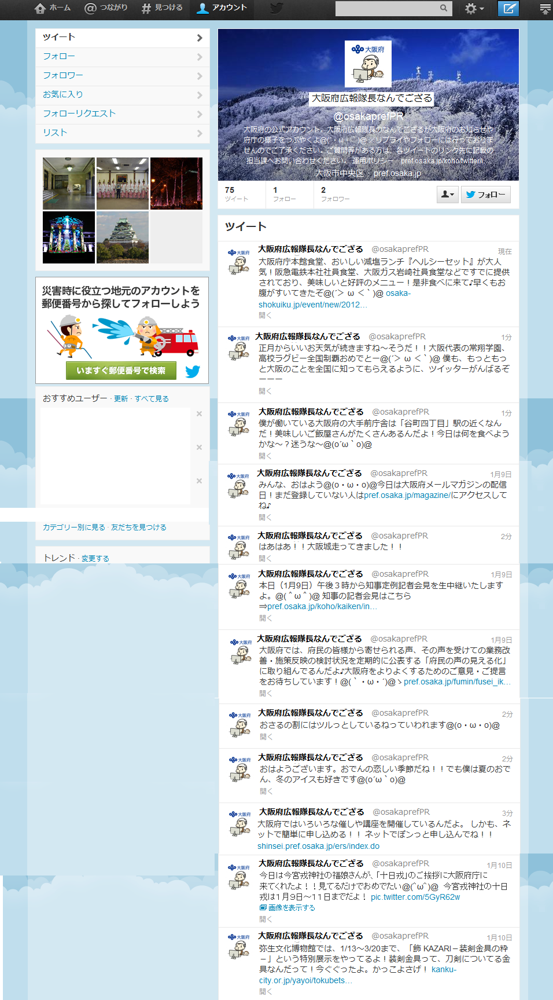 ホーム
つながり
見つける
アカウント
ツイート
フォロー
フォロワー
お気に入り
フォローリクエスト
リスト
災害時に役立つ地元のアカウントを
郵便番号から探してフォローしよう
いますぐ郵便番号で検索
おすすめユーザー · 更新 · すべて見る
カテゴリー別に見る · 友だちを見つける
トレンド · 変更する
大阪府
大阪府広報隊長なんでござる
@osakaprefPR
大阪府の公式アカウント。大阪府広報隊長のなんでござるが大阪府のお知らせや
府庁の様子をつぶやくよ@(´・ω・｀)@ ※リプライやフォローには行っておりま
せんのでご了承ください。ご質問等がある方は、各ツイートのリンク先に記載の
担当課へお問い合わせください。 運用ポリシー pref.osaka.jp/koho/twitter/i…
大阪市中央区 pref.osaka.jp
75 ツイート
1 フォロー
2 フォロワー
フォロー
ツイート
大阪府
大阪府広報隊長なんでござる @osakaprefPR 現在
大阪府庁本館食堂、おいしい減塩ランチ『ヘルシーセット』が大人
気！阪急電鉄本社社員食堂、大阪ガス岩崎社員食堂などですでに提供
されており、美味しいと好評のメニュー！是非食べに来て♪早くもお
腹がすいてきたぞ@(´＞ω＜｀)@ osaka-
shokuiku.jp/event/new/2012…
開く
大阪府
大阪府広報隊長なんでござる @osakaprefPR 1分
正月からいいお天気が続きますね～そうだ！！大阪代表の常翔学園、
高校ラグビー全国制覇おめでとー@(´＞ω＜｀)@ 僕も、もっともっ
と大阪のことを全国に知ってもらえるように、ツイッターがんばるぞ
ーーー
開く
大阪府
大阪府広報隊長なんでござる @osakaprefPR 1分
僕が働いている大阪府の大手前庁舎は「谷町四丁目」駅の近くなん
だ！美味しいご飯屋さんがたくさんあるんだよ！今日は何を食べよう
かな～？迷うな～@(o´ω｀o)@
開く
大阪府
大阪府広報隊長なんでござる @osakaprefPR 1月9日
みんな、おはよう@(o・ω・o)@今日は大阪府メールマガジンの配信
日！まだ登録していない人はpref.osaka.jp/magazine/にアクセスして
ね♪
開く
大阪府
大阪府広報隊長なんでござる @osakaprefPR 2分
はあはあ！！大阪城走ってきました！！
開く
大阪府
大阪府広報隊長なんでござる @osakaprefPR 1月9日
本日（1月9日）午後３時から知事定例記者会見を生中継いたします
よ。@(＾ω＾)@ 知事の記者会見はこちら
⇒pref.osaka.jp/koho/kaiken/in…
開く
大阪府
大阪府広報隊長なんでござる @osakaprefPR 1月9日
大阪府では、府民の皆様から寄せられる声、その声を受けての業務改
善・施策反映の検討状況を定期的に公表する「府民の声の見える化」
に取り組んでるんだよ♪大阪府をよりよくするためのご意見・ご提言
をお待ちしています！@(｀・ω・´)@ゝpref.osaka.jp/fumin/fusei_ik…
開く
大阪府
大阪府広報隊長なんでござる @osakaprefPR 2分
おさるの割にはツルっとしているねっていわれます@(o・ω・o)@
開く
大阪府
大阪府広報隊長なんでござる @osakaprefPR 2分
おはようございます。おでんの恋しい季節だね！！でも僕は夏のおで
ん、冬のアイスも好きです@(o´ω｀o)@
開く
大阪府
大阪府広報隊長なんでござる @osakaprefPR 3分
大阪府ではいろいろな催しや講座を開催しているんだよ。 しかも、ネ
ットで簡単に申し込める！！ ネットでぽンっと申し込んでね！！
shinsei.pref.osaka.jp/ers/index.do
大阪府
大阪府広報隊長なんでござる @osakaprefPR 1月10日
今日は今宮戎神社の福娘さんが、「十日戎」のご挨拶に大阪府庁に
来てくれたよ！！見てるだけでおめでたい@(^ω^)@ 今宮戎神社の十日
戎は１月９日～１１日までだよ！ pic.twitter.com/5GyR62w
画像を表示する
開く
大阪府
大阪府広報隊長なんでござる @osakaprefPR 1月10日
弥生文化博物館では、1/13～3/20まで、「飾 KAZARI－装剣金具の粋
－」という特別展示をやってるよ！装剣金具って、刀剣についてる金
具なんだって！今ぐぐったよ。かっこよさげ！ kanku-
city.or.jp/yayoi/tokubets…
開く